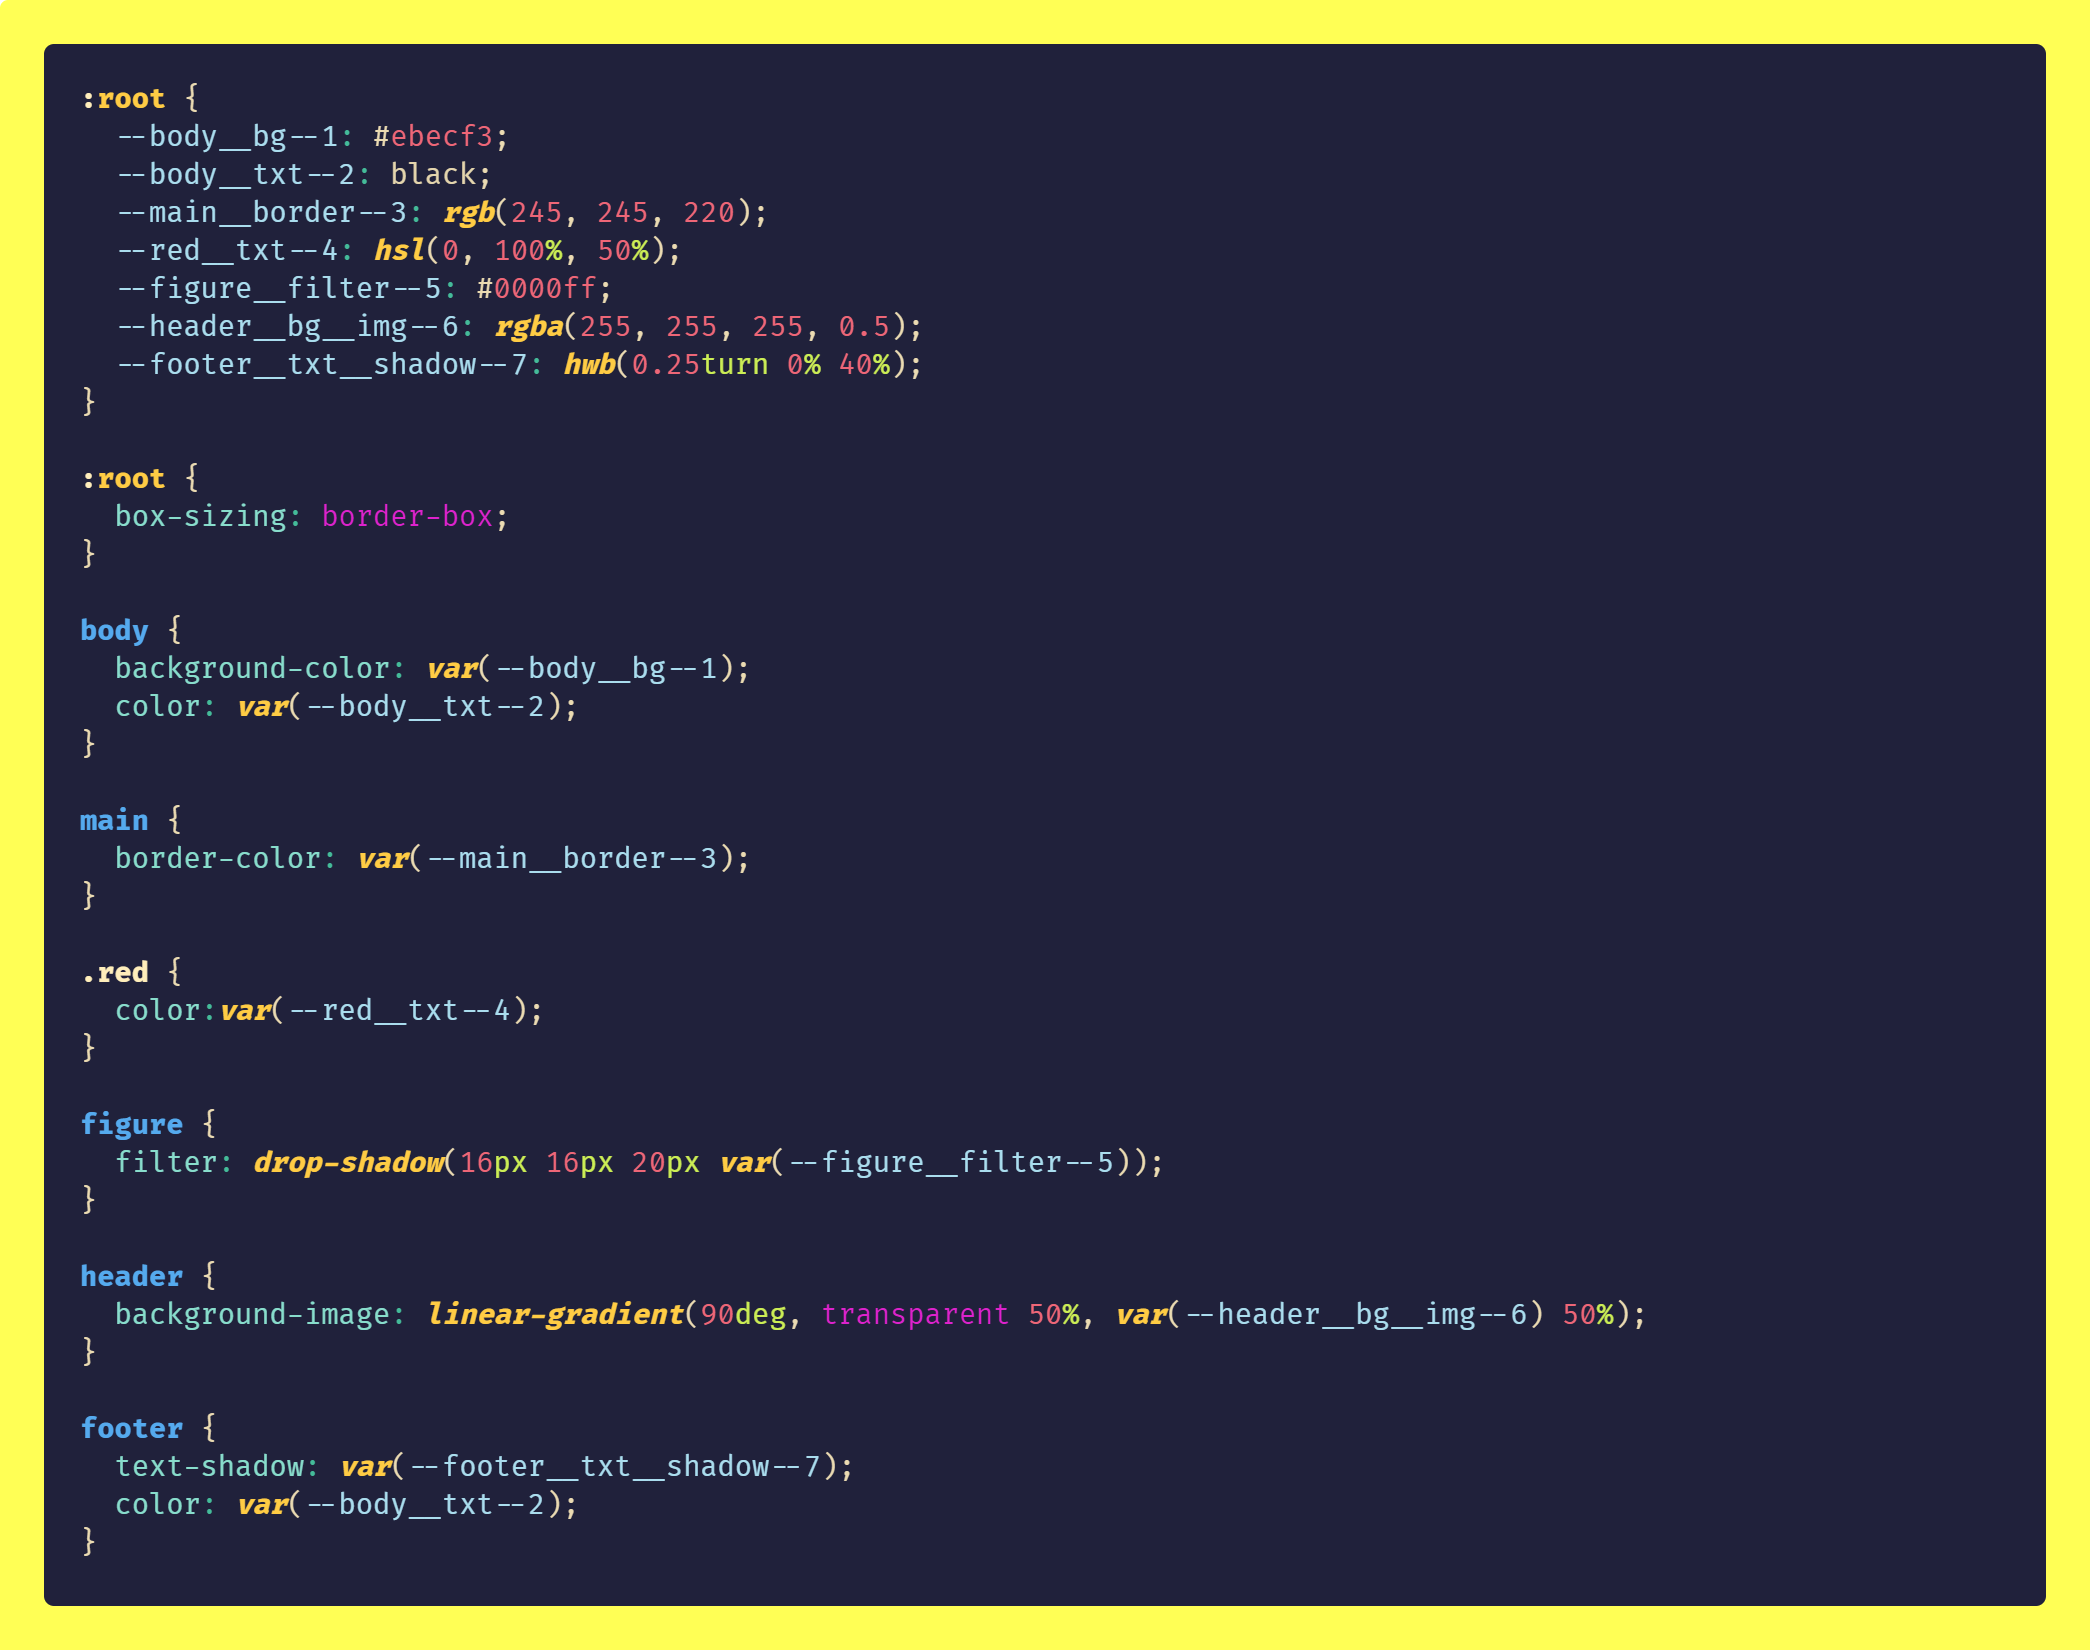 :root {
  --body__bg--1: #ebecf3;
  --body__txt--2: black;
  --main__border--3: rgb(245, 245, 220);
  --red__txt--4: hsl(0, 100%, 50%);
  --figure__filter--5: #0000ff;
  --header__bg__img--6: rgba(255, 255, 255, 0.5);
  --footer__txt__shadow--7: hwb(0.25turn 0% 40%);
}

:root {
  box-sizing: border-box;
}

body {
  background-color: var(--body__bg--1);
  color: var(--body__txt--2);
}

main {
  border-color: var(--main__border--3);
}

.red {
  color:var(--red__txt--4);
}

figure {
  filter: drop-shadow(16px 16px 20px var(--figure__filter--5));
}

header {
  background-image: linear-gradient(90deg, transparent 50%, var(--header__bg__img--6) 50%);
}

footer {
  text-shadow: var(--footer__txt__shadow--7);
  color: var(--body__txt--2);
}